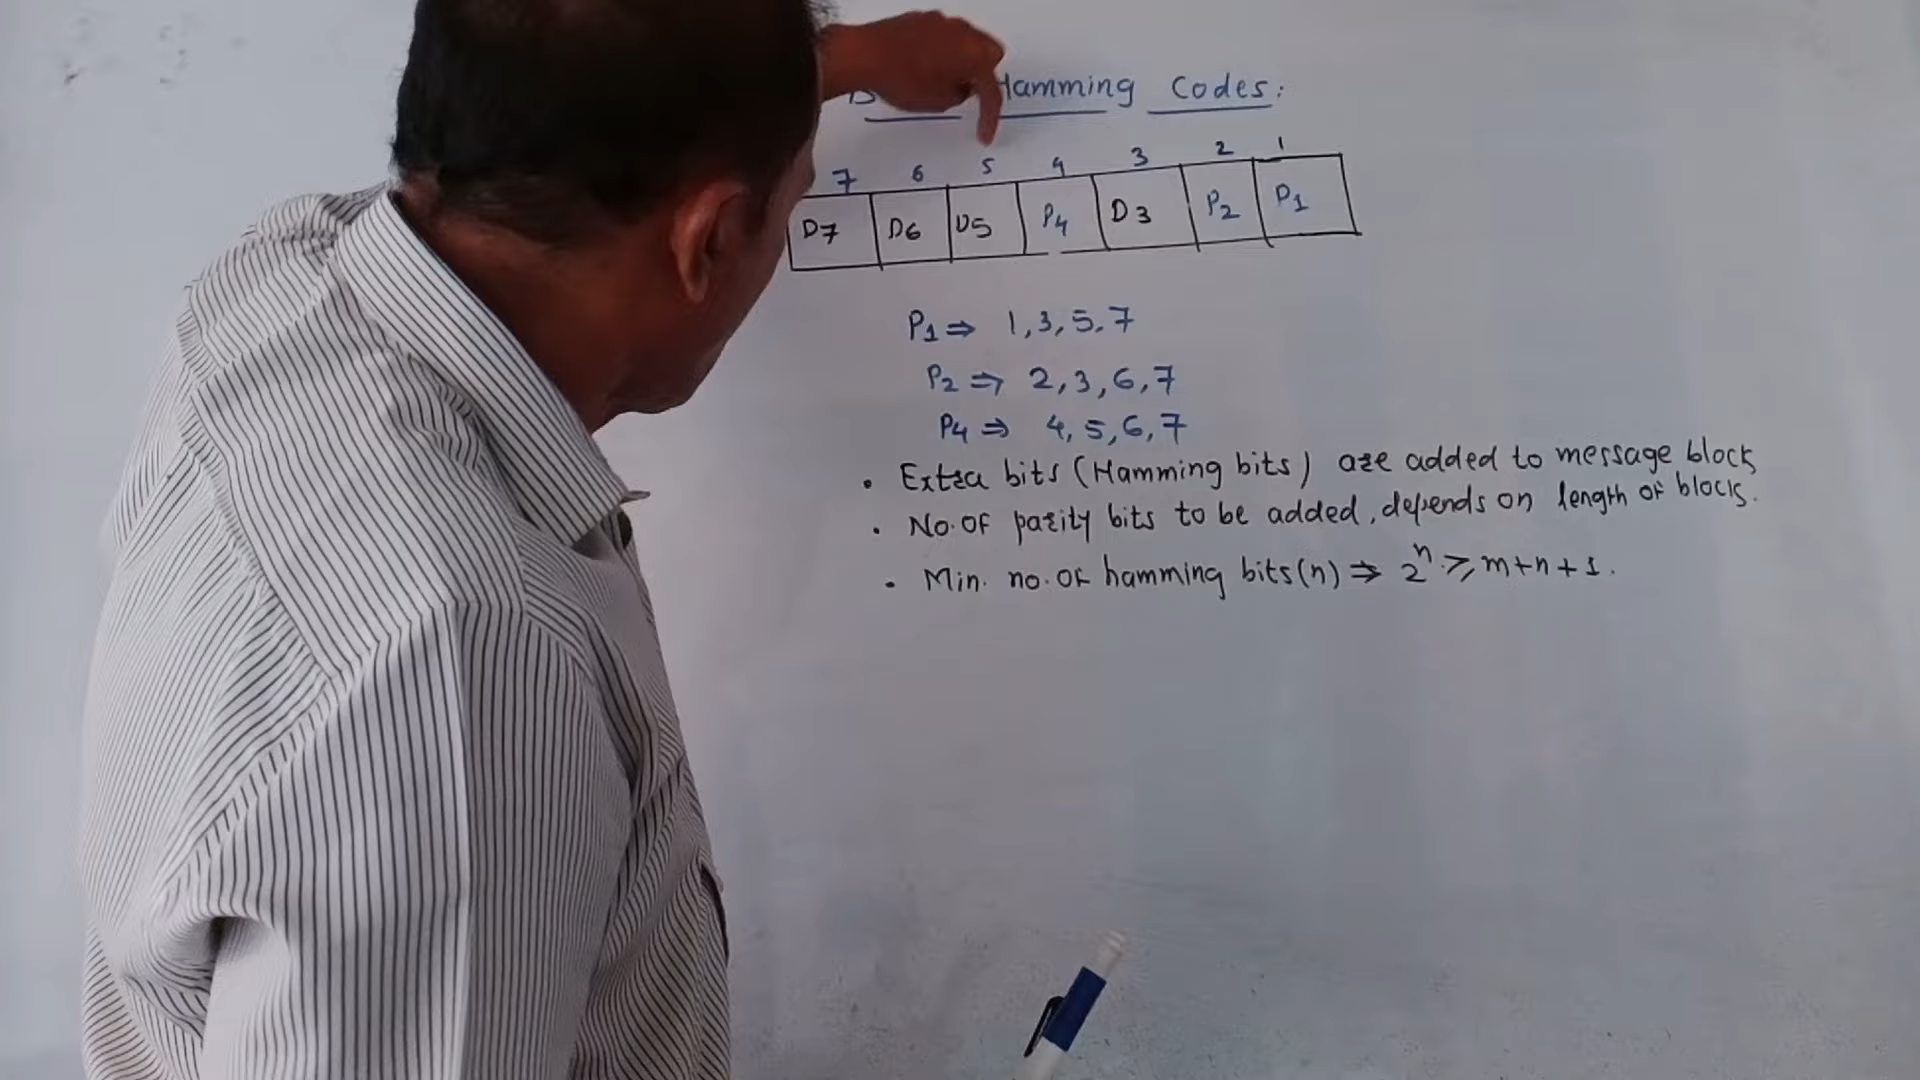 Hamming Codes:
7 6 5 4 3 2 1
D7 D6 D5 P4 D3 P2 P1
P1 ⇒ 1,3,5,7
P2 ⇒ 2,3,6,7
P4 ⇒ 4,5,6,7
• Extra bits (Hamming bits) are added to message block
• No.of parity bits to be added, depends on length of block.
• Min. no.of hamming bits(n) ⇒ 2ⁿ ≥ m+n+1.